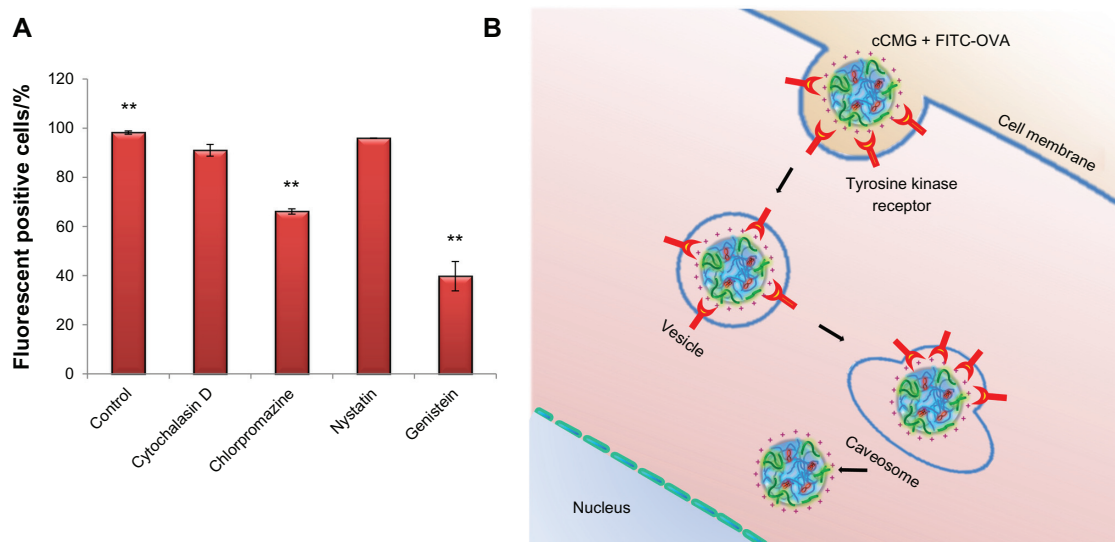 A
Fluorescent positive cells/%
120
100
80
60
40
20
0
**
**
**
Control
Cytochalasin D
Chlorpromazine
Nystatin
Genistein
B
cCMG + FITC-OVA
Cell membrane
Tyrosine kinase
receptor
Vesicle
Caveosome
Nucleus